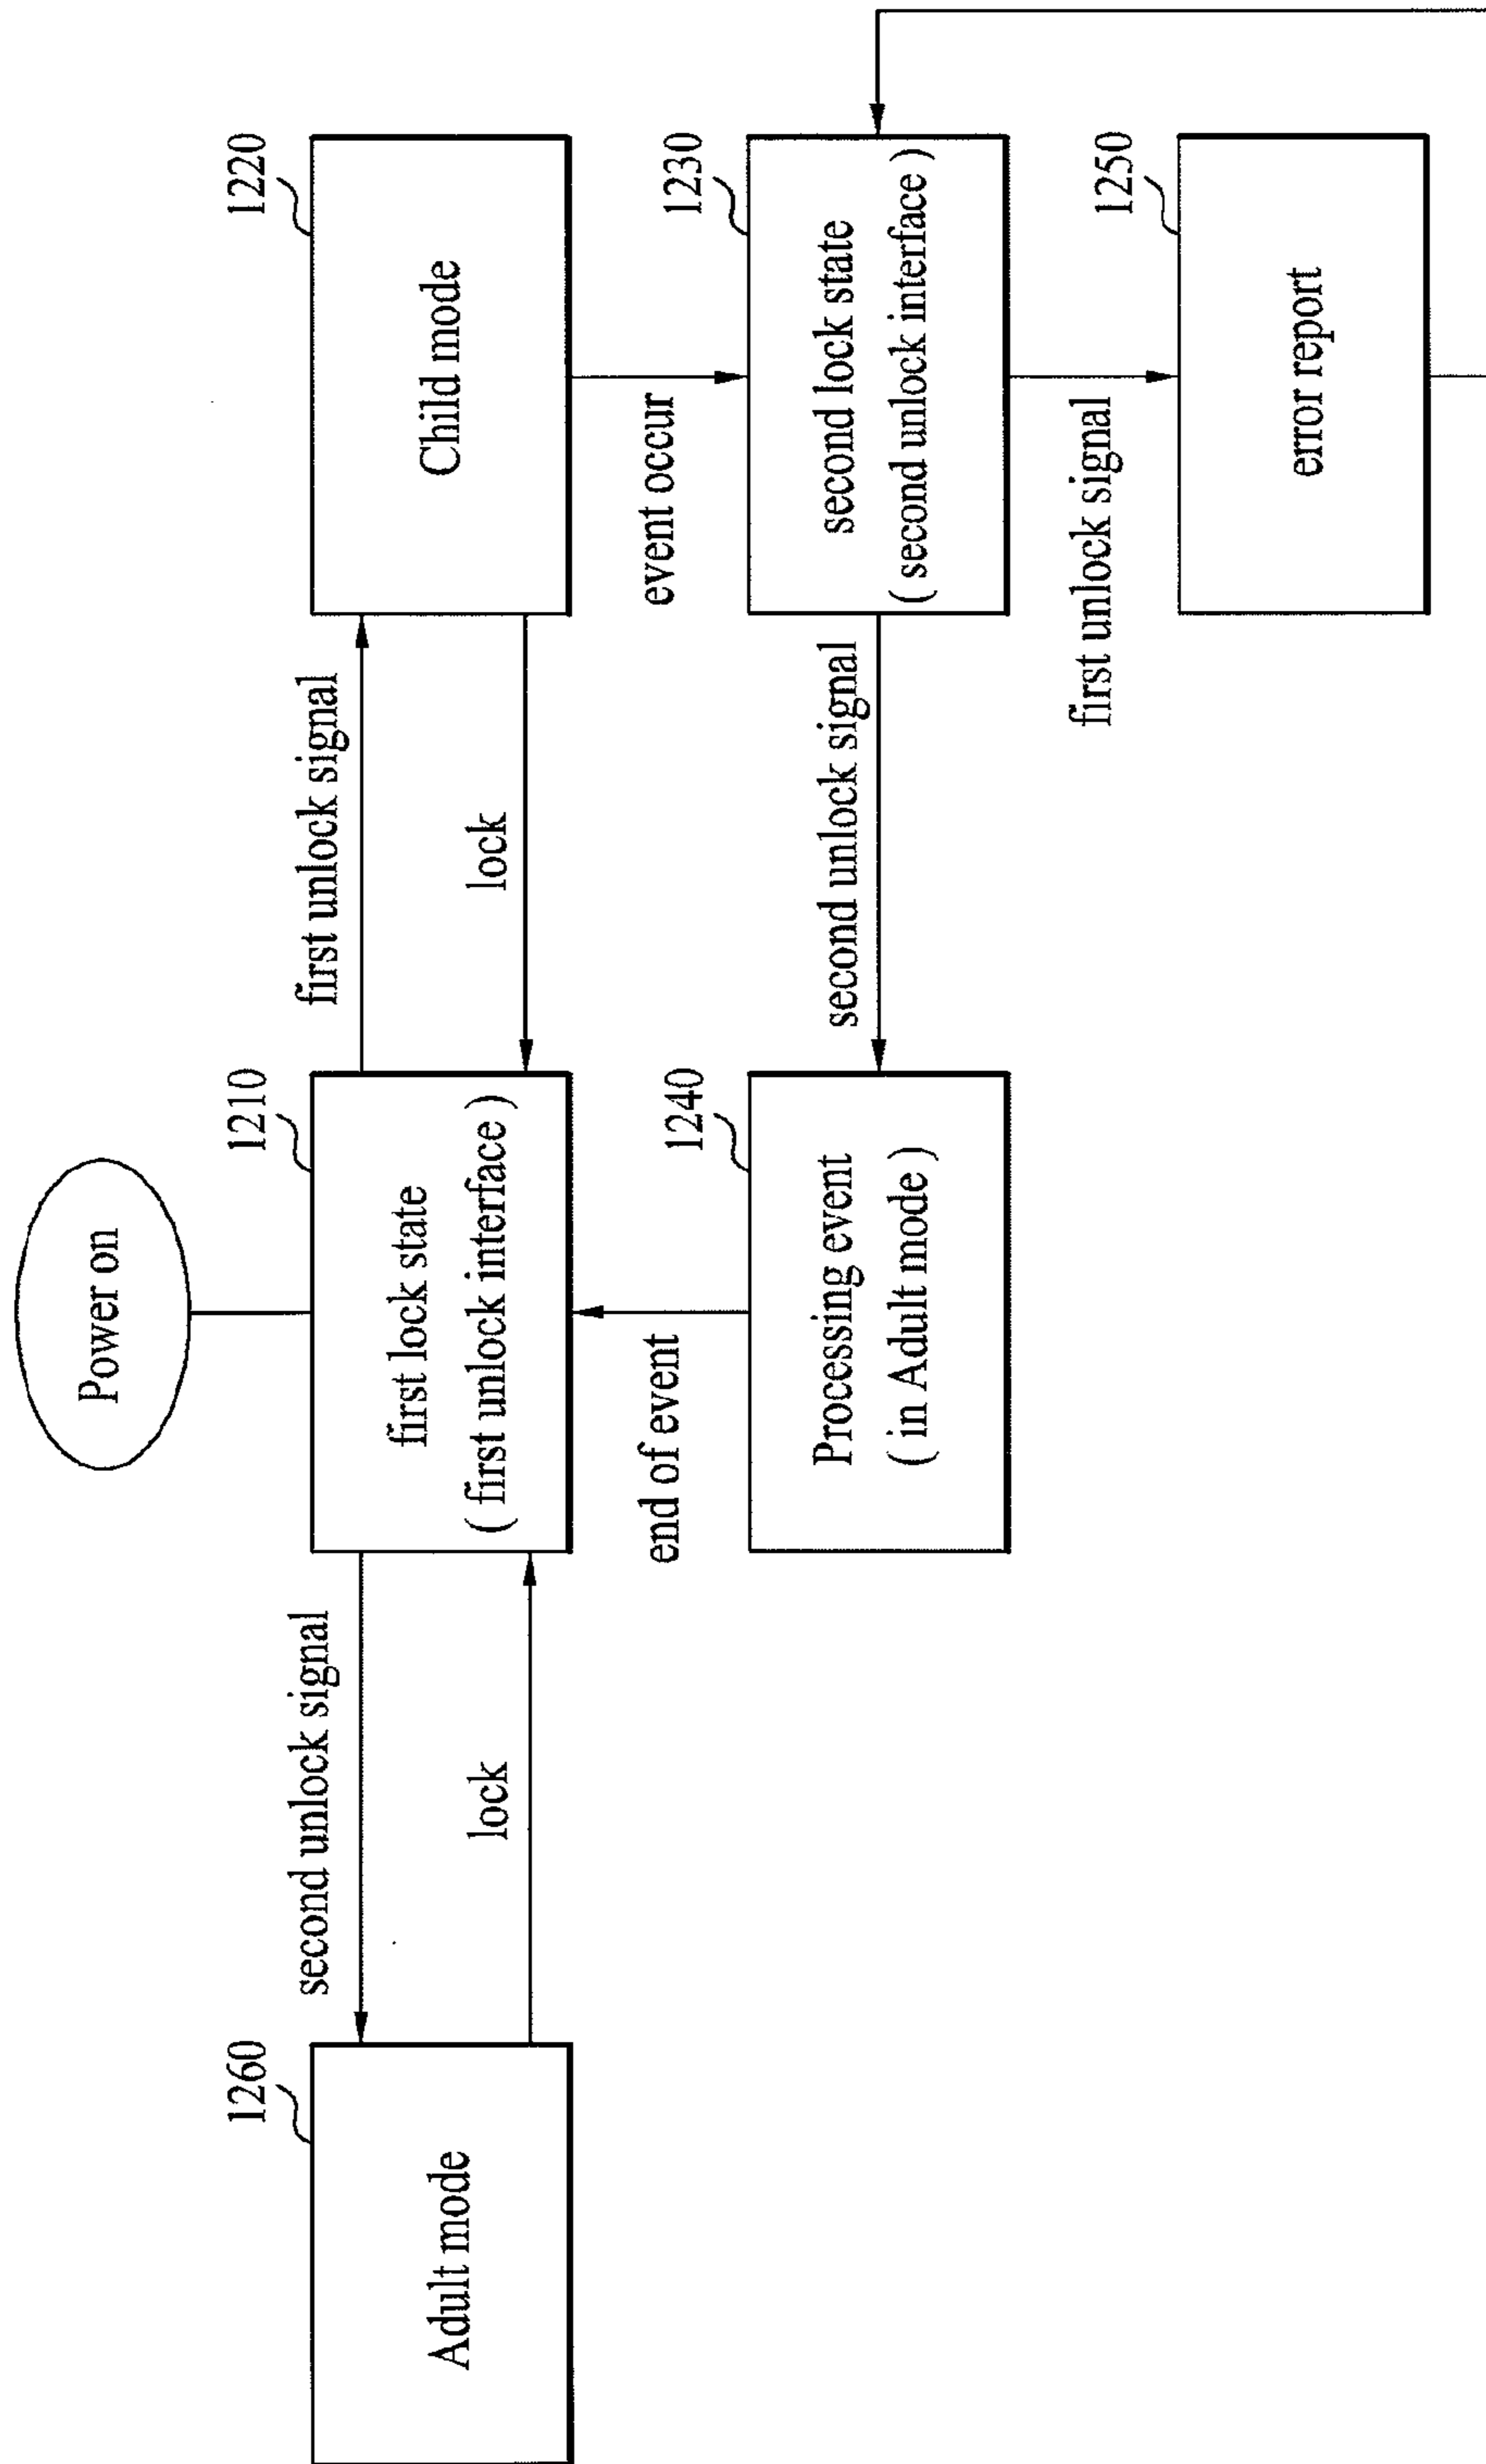 Power on
1260
Adult mode
second unlock signal
lock
1210
first lock state
( first unlock interface )
first unlock signal
lock
1220
Child mode
end of event
event occur
1240
Processing event
( in Adult mode )
second unlock signal
1230
second lock state
( second unlock interface )
first unlock signal
1250
error report